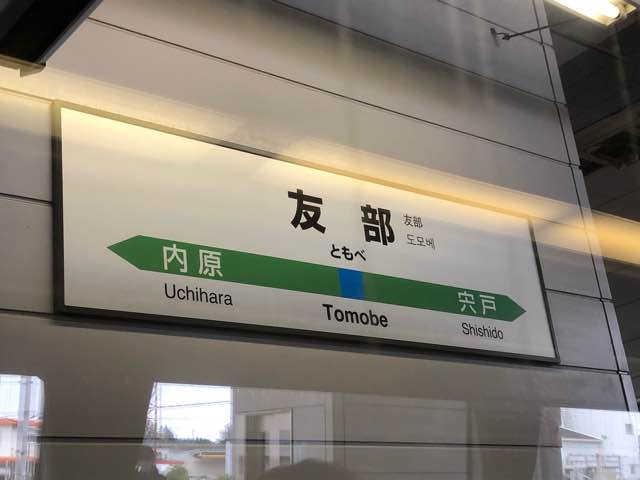 友部
友部
도모베
ともべ
内原
宍戸
Uchihara
Tomobe
Shishido